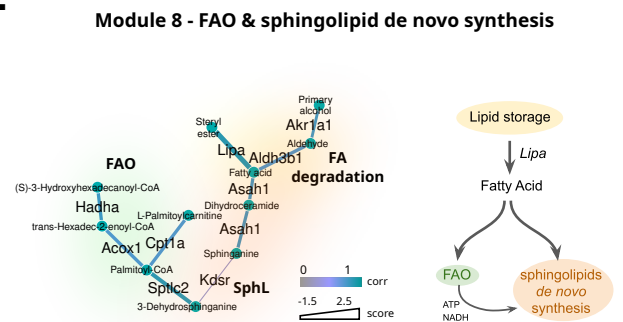 Module 8 - FAO & sphingolipid de novo synthesis
Primary
alcohol
Steryl
ester
Akr1a1
Lipa
Aldehyde
Aldh3b1
FA
degradation
FAO
Fatty acid
(S)-3-Hydroxyhexadecanoyl-CoA
Asah1
Hadha
Dihydroceramide
L-Palmitoylcarnitine
trans-Hexadec-2-enoyl-CoA
Asah1
Acox1
Cpt1a
Sphinganine
Palmitoyl-CoA
Sptlc2
Kdsr
SphL
3-Dehydrosphinganine
0 1
corr
-1.5 2.5
score
Lipid storage
Lipa
Fatty Acid
FAO
sphingolipids
de novo
synthesis
ATP
NADH